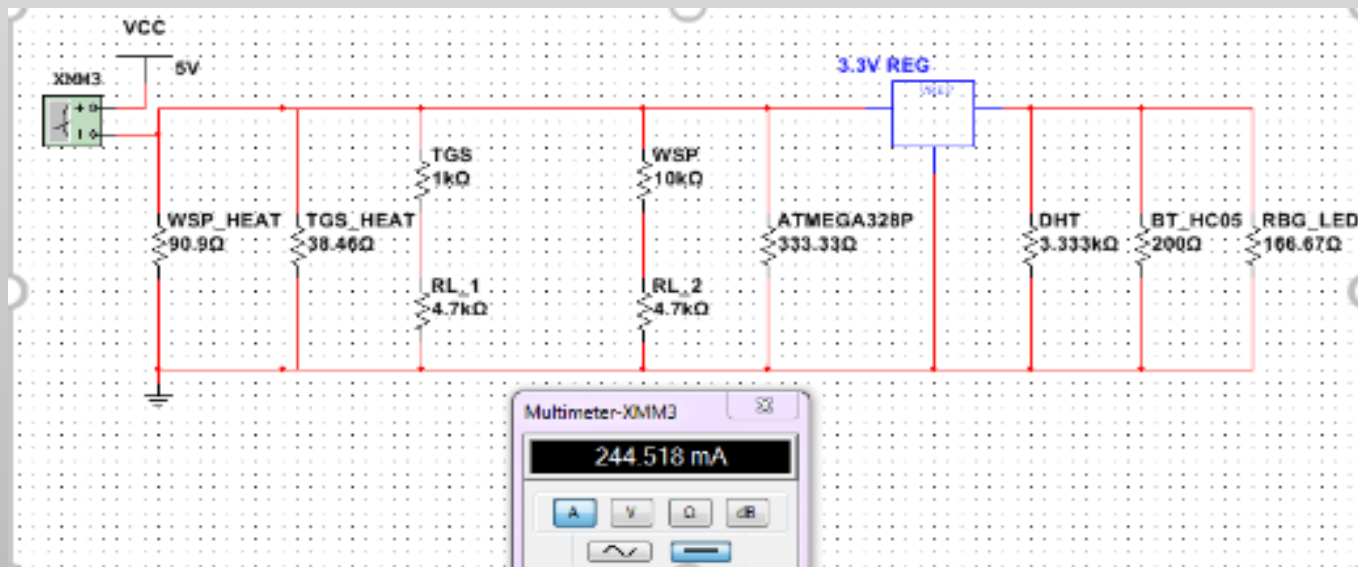 VCC
5V
XMM3
3.3V REG
TGS
1kΩ
WSP
10kΩ
WSP_HEAT
90.9Ω
TGS_HEAT
38.46Ω
ATMEGA328P
333.33Ω
DHT
3.333kΩ
BT_HC05
200Ω
RBG_LED
166.67Ω
RL_1
4.7kΩ
RL_2
4.7kΩ
Multimeter-XMM3
244.518 mA
A
V
Ω
dB